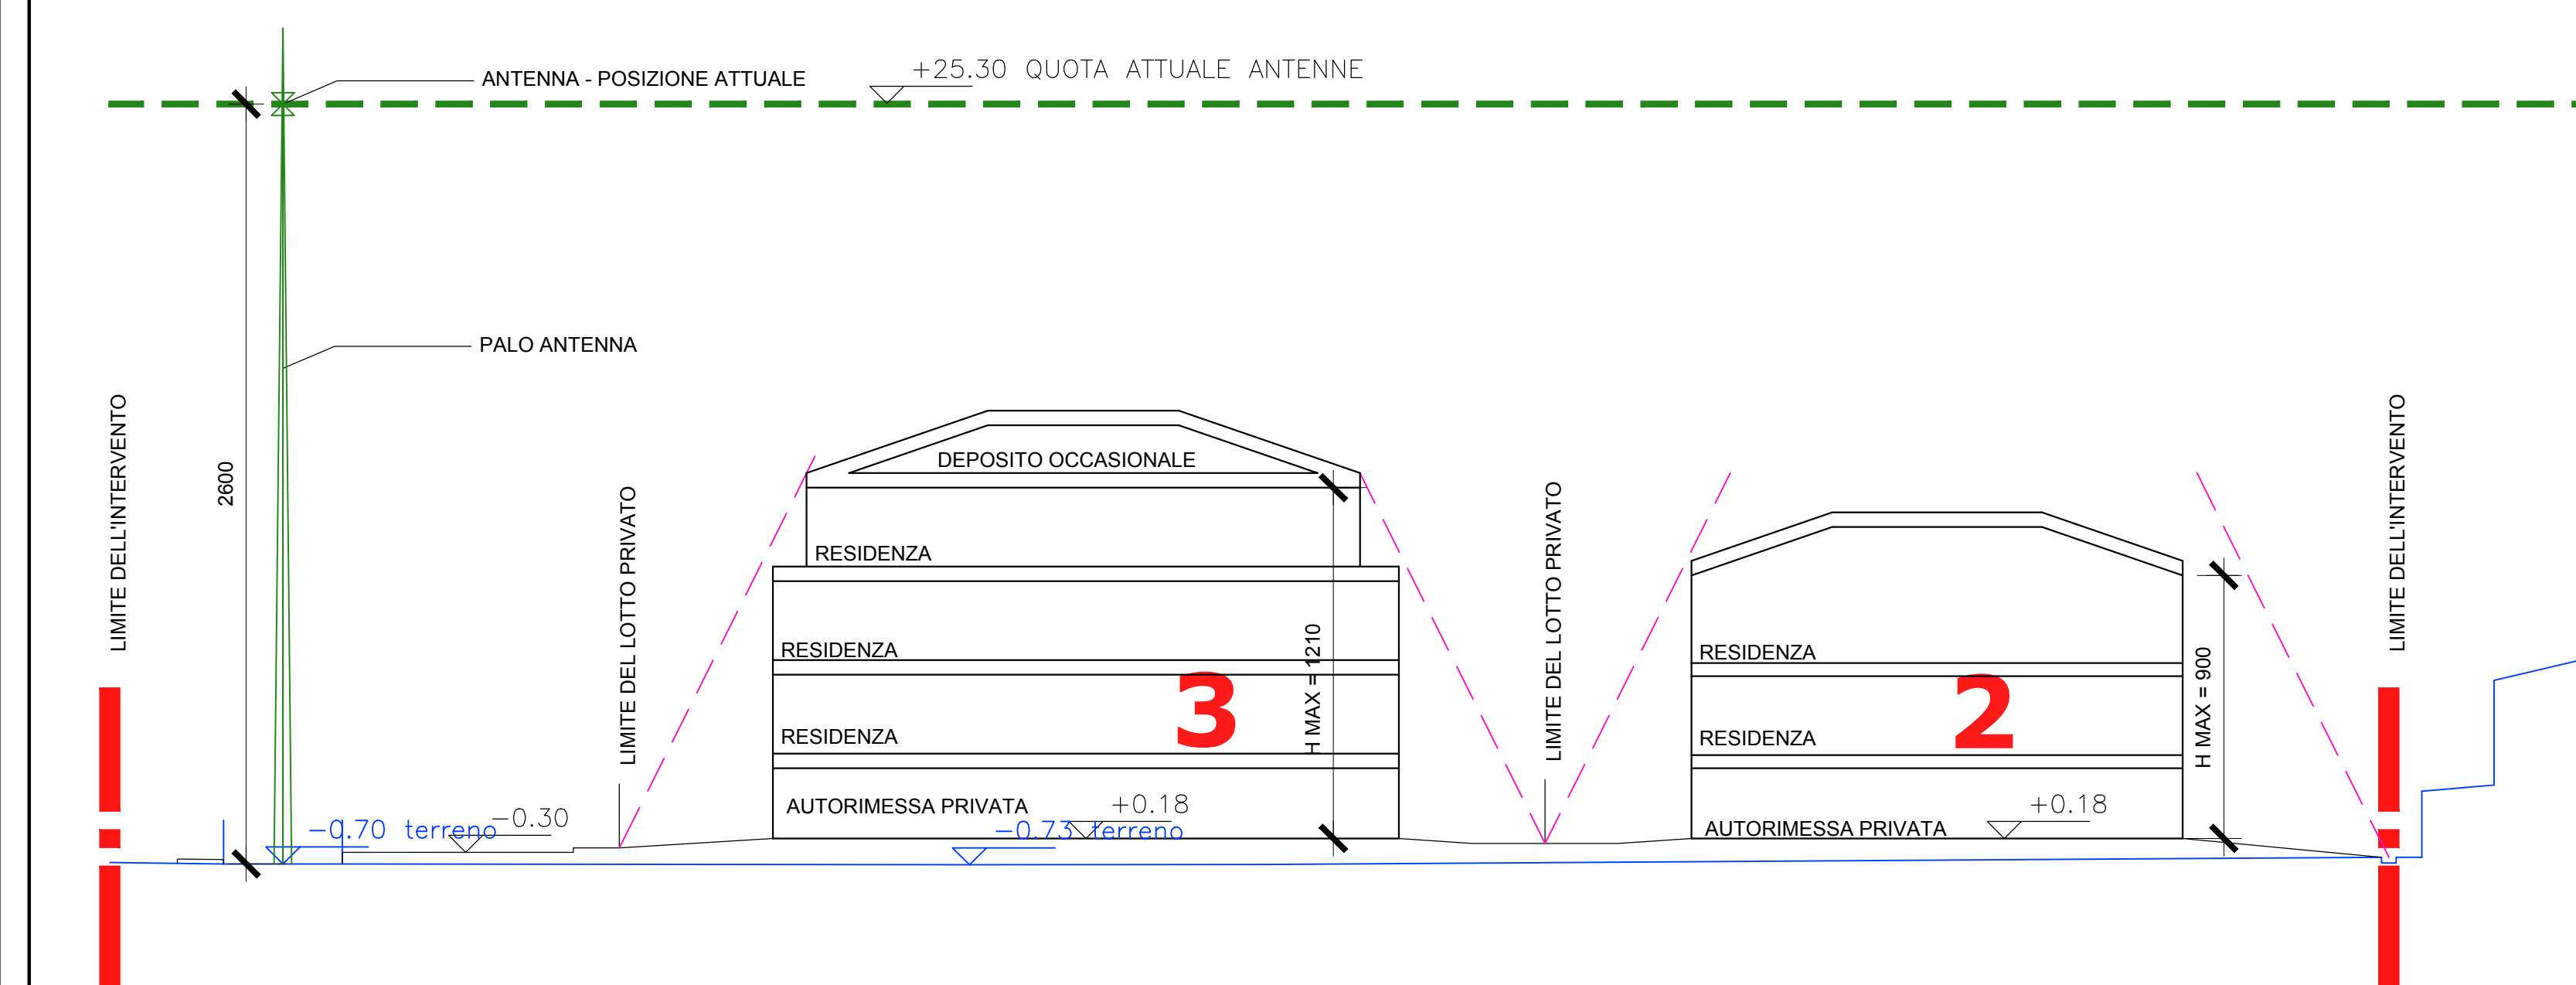 +25.30 QUOTA ATTUALE ANTENNE
ANTENNA - POSIZIONE ATTUALE
PALO ANTENNA
LIMITE DELL'INTERVENTO
2600
LIMITE DEL LOTTO PRIVATO
DEPOSITO OCCASIONALE
RESIDENZA
RESIDENZA
RESIDENZA
3
H MAX = 1210
AUTORIMESSA PRIVATA
+0.18
-0.70 terreno
-0.30
-0.73 terreno
LIMITE DEL LOTTO PRIVATO
RESIDENZA
RESIDENZA
2
H MAX = 900
AUTORIMESSA PRIVATA
+0.18
LIMITE DELL'INTERVENTO